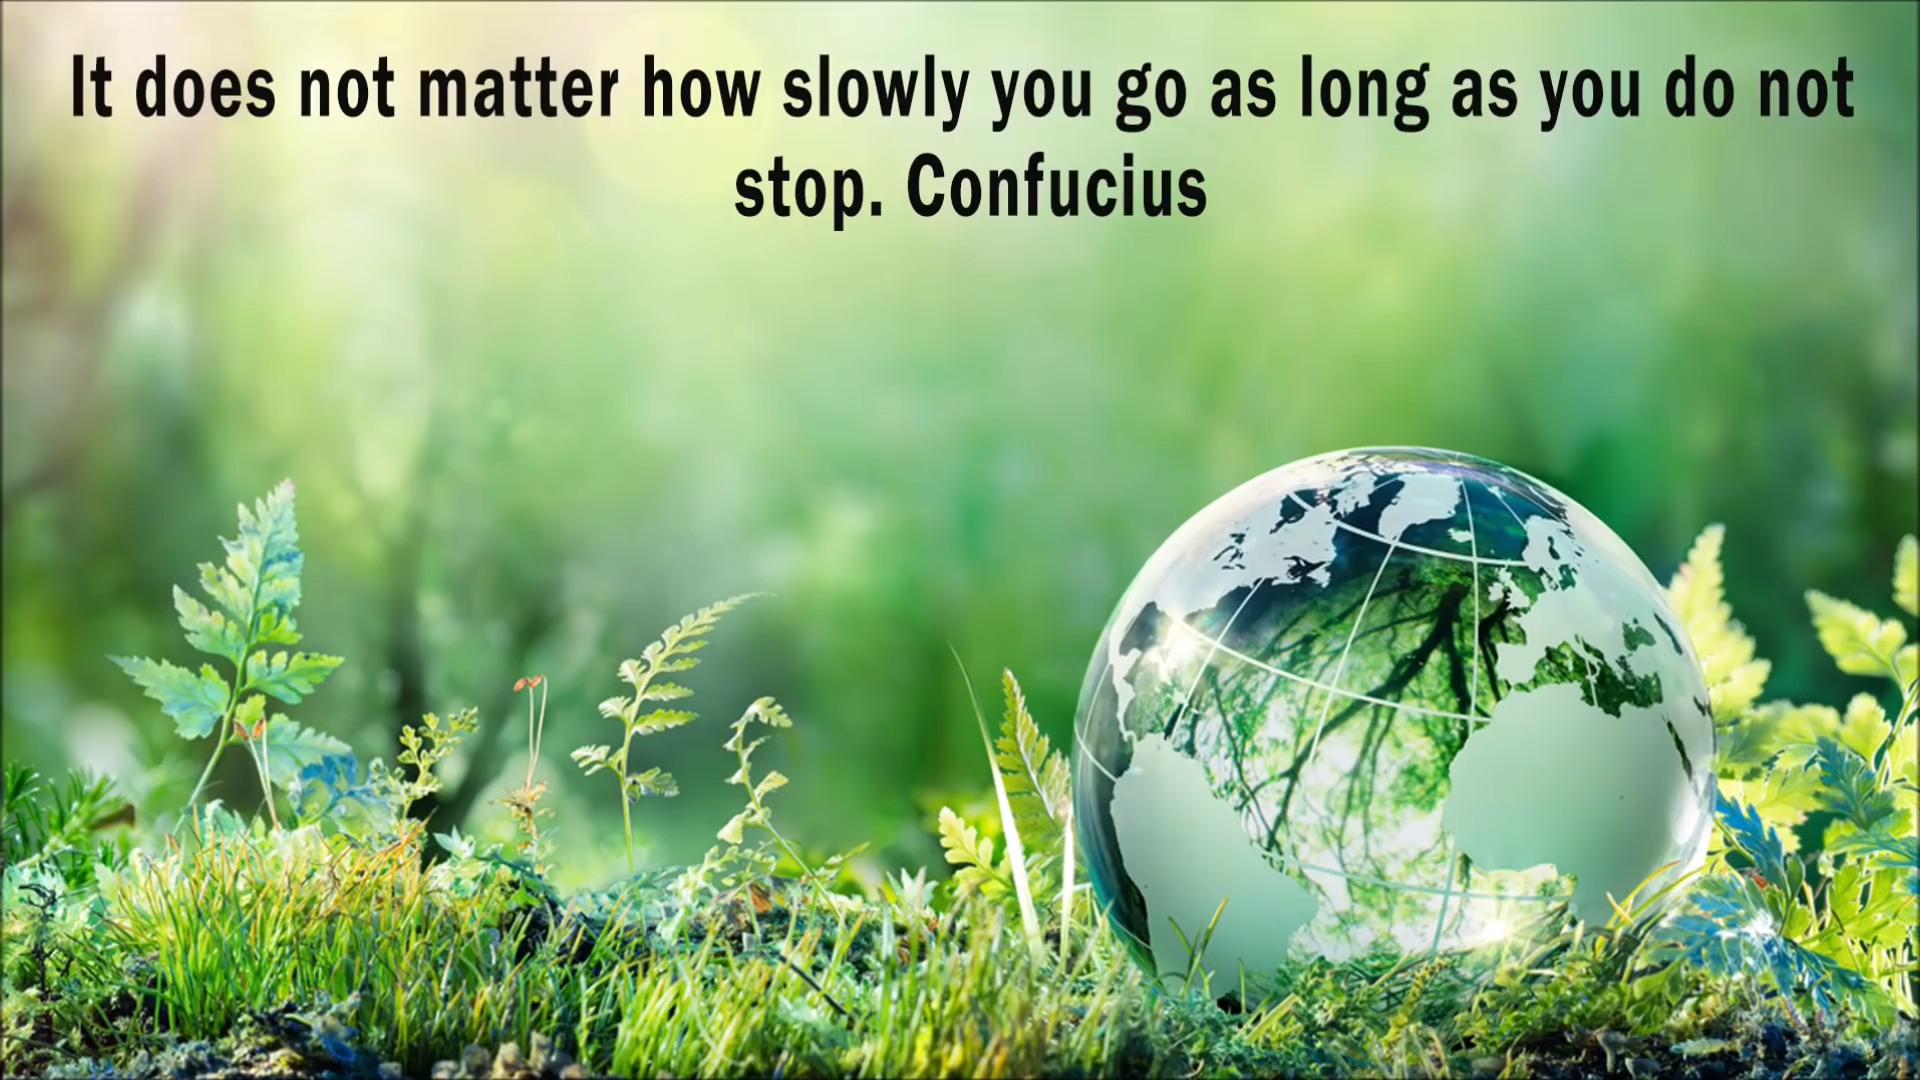 It does not matter how slowly you go as long as you do not
stop. Confucius